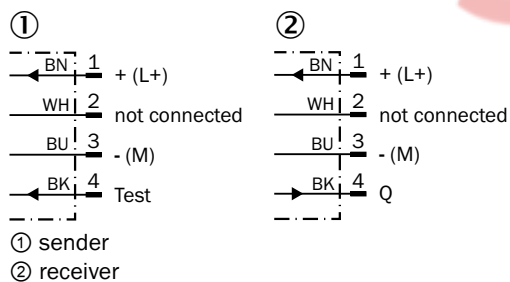 ① ②
BN 1 + (L+) BN 1 + (L+)
WH 2 not connected WH 2 not connected
BU 3 - (M) BU 3 - (M)
BK 4 Test BK 4 Q
① sender
② receiver